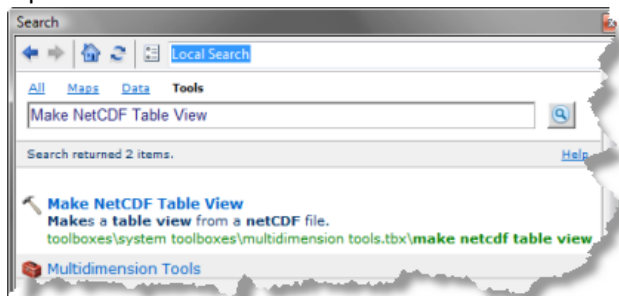 Search
Local Search
All Maps Data Tools
Make NetCDF Table View
Search returned 2 items. Help
Make NetCDF Table View
Makes a table view from a netCDF file.
toolboxes\system toolboxes\multidimension tools.tbx\make netcdf table view
Multidimension Tools